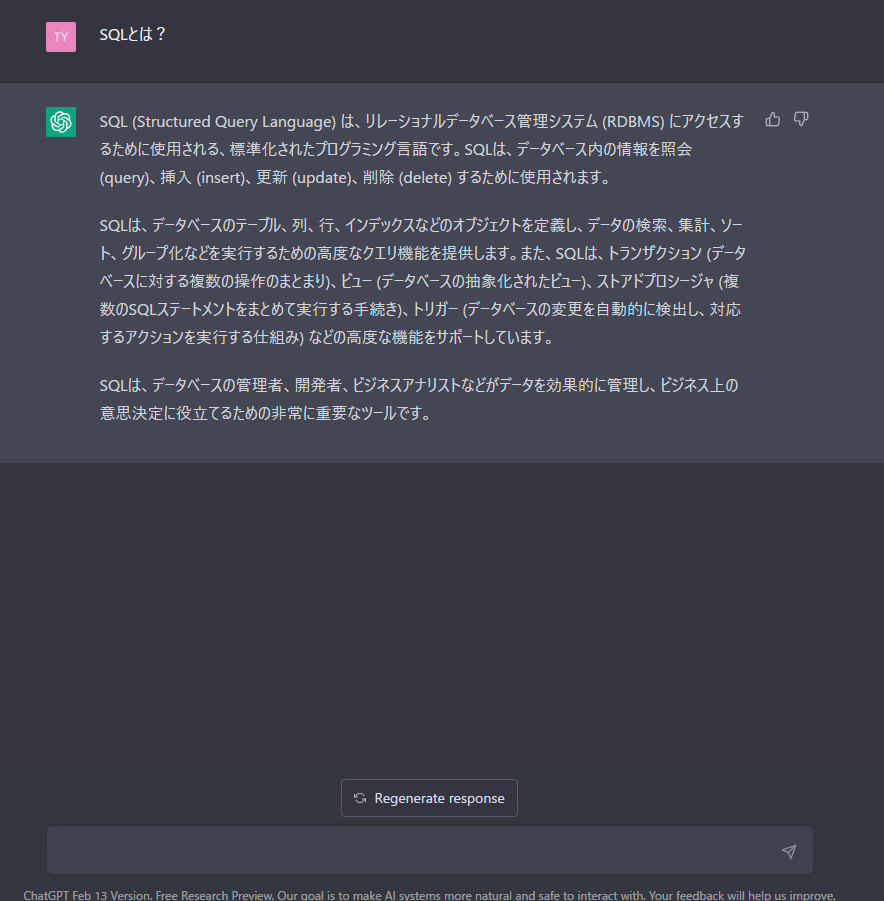 TY
SQLとは？
SQL (Structured Query Language) は、リレーショナルデータベース管理システム (RDBMS) にアクセスす
るために使用される、標準化されたプログラミング言語です。SQLは、データベース内の情報を照会
(query)、挿入 (insert)、更新 (update)、削除 (delete) するために使用されます。
SQLは、データベースのテーブル、列、行、インデックスなどのオブジェクトを定義し、データの検索、集計、ソー
ト、グループ化などを実行するための高度なクエリ機能を提供します。また、SQLは、トランザクション (データ
ベースに対する複数の操作のまとまり)、ビュー (データベースの抽象化されたビュー)、ストアドプロシージャ (複
数のSQLステートメントをまとめて実行する手続き)、トリガー (データベースの変更を自動的に検出し、対応
するアクションを実行する仕組み) などの高度な機能をサポートしています。
SQLは、データベースの管理者、開発者、ビジネスアナリストなどがデータを効果的に管理し、ビジネス上の
意思決定に役立てるための非常に重要なツールです。
Regenerate response
ChatGPT Feb 13 Version. Free Research Preview. Our goal is to make AI systems more natural and safe to interact with. Your feedback will help us improve.